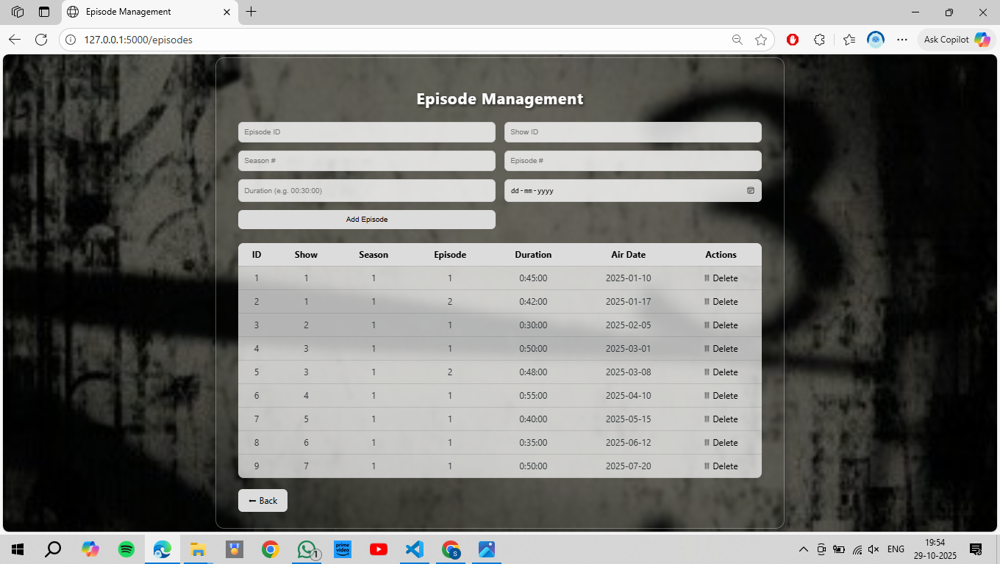 Episode Management
127.0.0.1:5000/episodes
Ask Copilot
Episode Management
Episode ID Show ID
Season # Episode #
Duration (e.g. 00:30:00) dd-mm-yyyy
Add Episode
ID Show Season Episode Duration Air Date Actions
1 1 1 1 0:45:00 2025-01-10 Delete
2 1 1 2 0:42:00 2025-01-17 Delete
3 2 1 1 0:30:00 2025-02-05 Delete
4 3 1 1 0:50:00 2025-03-01 Delete
5 3 1 2 0:48:00 2025-03-08 Delete
6 4 1 1 0:55:00 2025-04-10 Delete
7 5 1 1 0:40:00 2025-05-15 Delete
8 6 1 1 0:35:00 2025-06-12 Delete
9 7 1 1 0:50:00 2025-07-20 Delete
← Back
3
1 prime video S ENG 19:54
29-10-2025